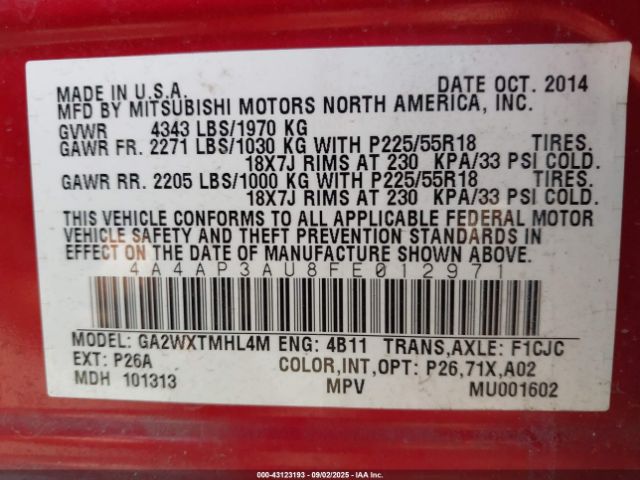 MADE IN U.S.A. DATE OCT. 2014
MFD BY MITSUBISHI MOTORS NORTH AMERICA, INC.
GVWR 4343 LBS/1970 KG
GAWR FR. 2271 LBS/1030 KG WITH P225/55R18 TIRES.
18X7J RIMS AT 230 KPA/33 PSI COLD.
GAWR RR. 2205 LBS/1000 KG WITH P225/55R18 TIRES.
18X7J RIMS AT 230 KPA/33 PSI COLD.
THIS VEHICLE CONFORMS TO ALL APPLICABLE FEDERAL MOTOR
VEHICLE SAFETY AND THEFT PREVENTION STANDARDS IN
EFFECT ON THE DATE OF MANUFACTURE SHOWN ABOVE.
4A4AP3AU8FE012971
MODEL: GA2WXTMHL4M ENG: 4B11 TRANS,AXLE: F1CJC
EXT: P26A COLOR,INT,OPT: P26,71X,A02
MDH 101313 MPV MU001602
000-43123193 - 09/02/2025 - IAA Inc.